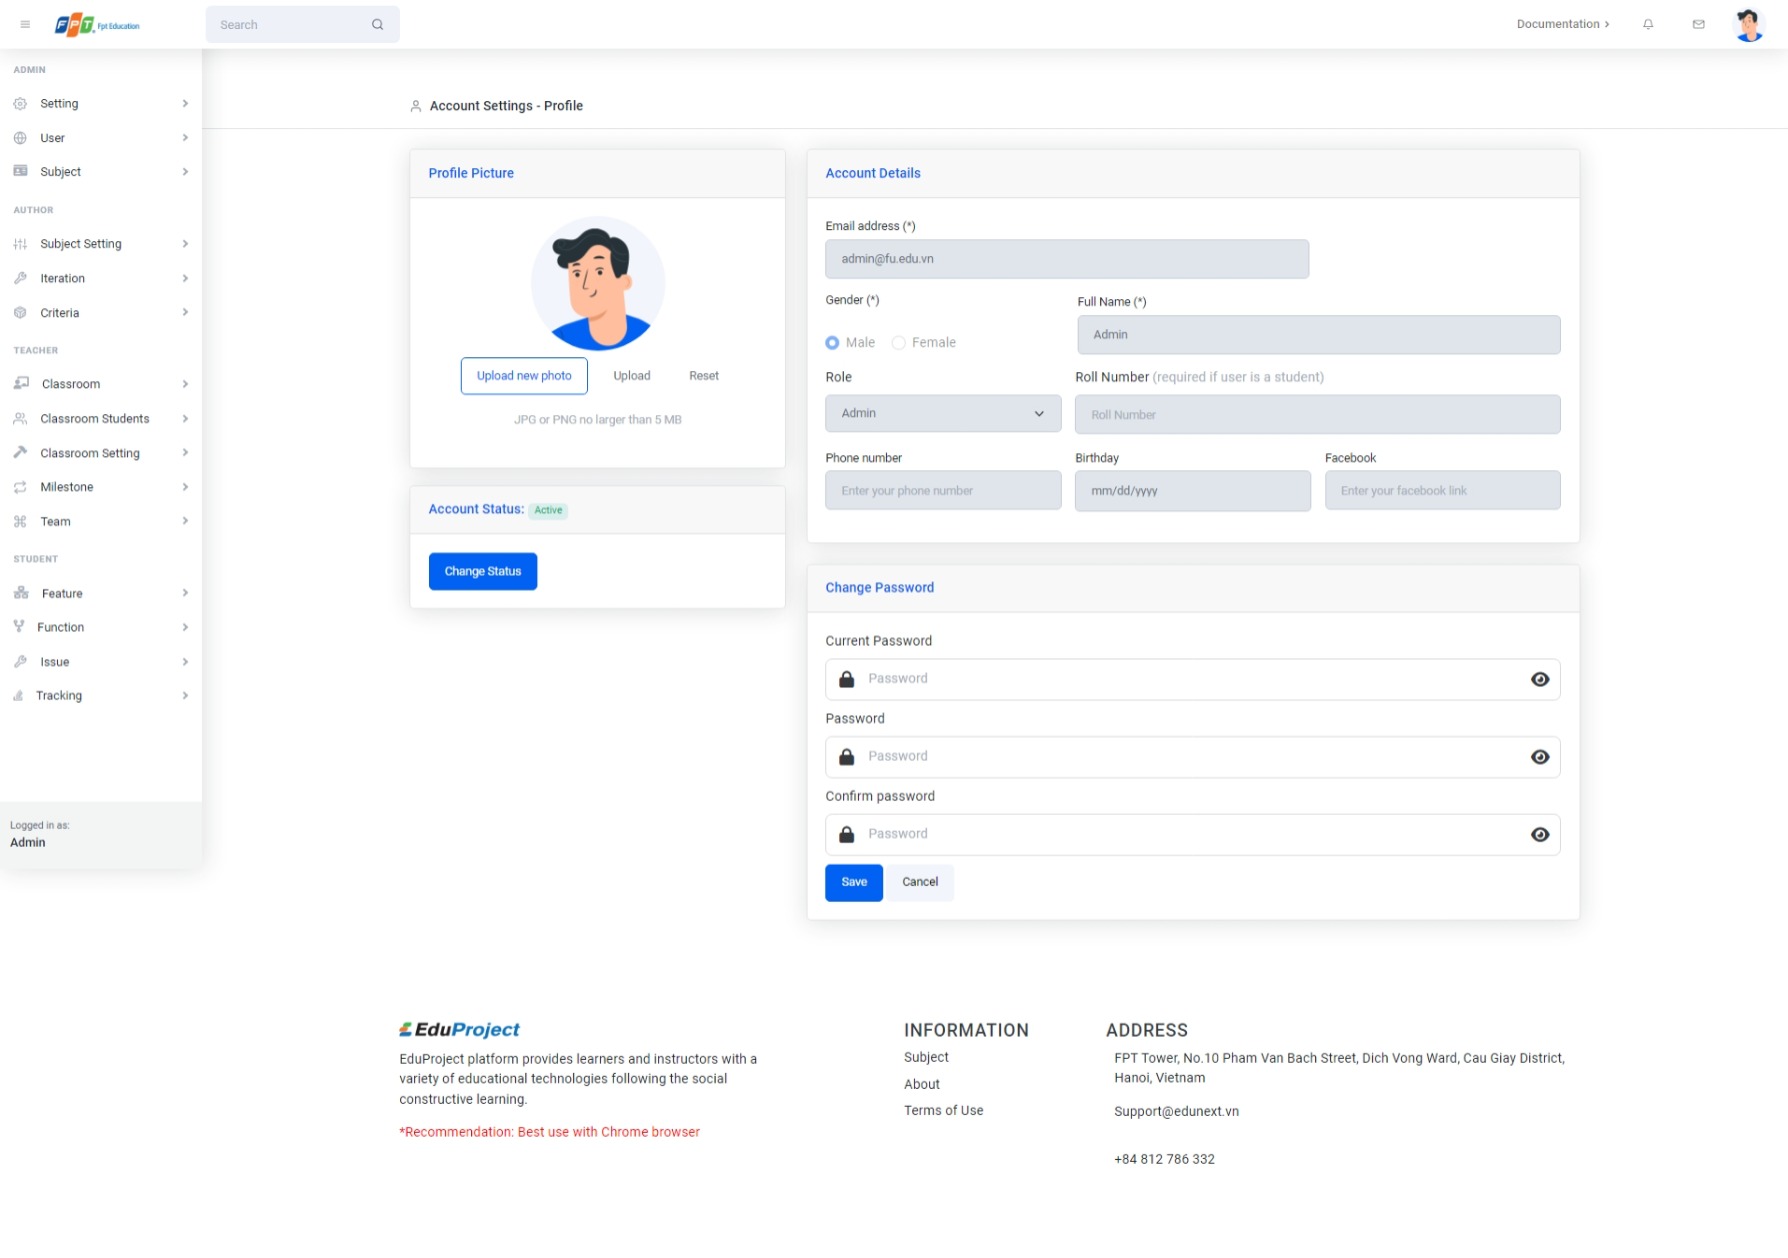 FPT Fpt Education
Search
Documentation
ADMIN
Setting
User
Subject
AUTHOR
Subject Setting
Iteration
Criteria
TEACHER
Classroom
Classroom Students
Classroom Setting
Milestone
Team
STUDENT
Feature
Function
Issue
Tracking
Logged in as:
Admin
Account Settings - Profile
Profile Picture
Upload new photo
Upload
Reset
JPG or PNG no larger than 5 MB
Account Status: Active
Change Status
Account Details
Email address (*)
admin@fu.edu.vn
Gender (*)
Male
Female
Full Name (*)
Admin
Role
Admin
Roll Number (required if user is a student)
Roll Number
Phone number
Enter your phone number
Birthday
mm/dd/yyyy
Facebook
Enter your facebook link
Change Password
Current Password
Password
Password
Password
Confirm password
Password
Save
Cancel
EduProject
EduProject platform provides learners and instructors with a
variety of educational technologies following the social
constructive learning.
*Recommendation: Best use with Chrome browser
INFORMATION
Subject
About
Terms of Use
ADDRESS
FPT Tower, No.10 Pham Van Bach Street, Dich Vong Ward, Cau Giay District,
Hanoi, Vietnam
Support@edunext.vn
+84 812 786 332